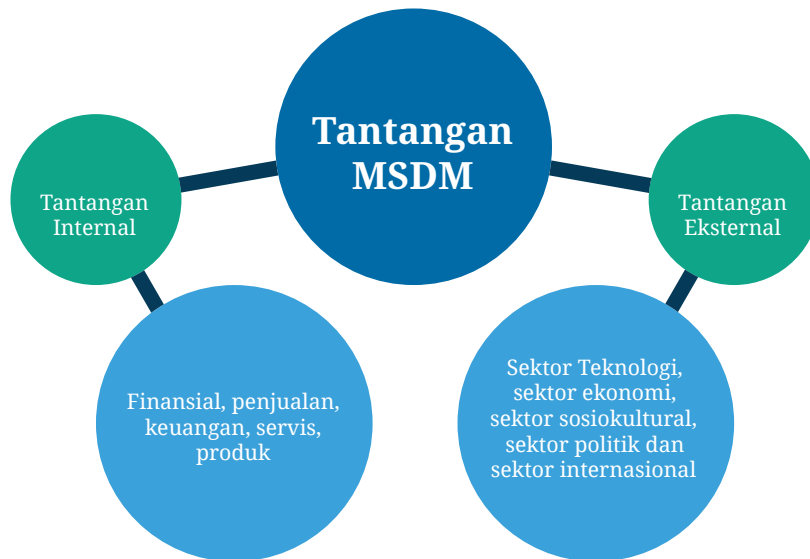 Tantangan
MSDM
Tantangan
Internal
Tantangan
Eksternal
Finansial, penjualan,
keuangan, servis,
produk
Sektor Teknologi,
sektor ekonomi,
sektor sosiokultural,
sektor politik dan
sektor internasional